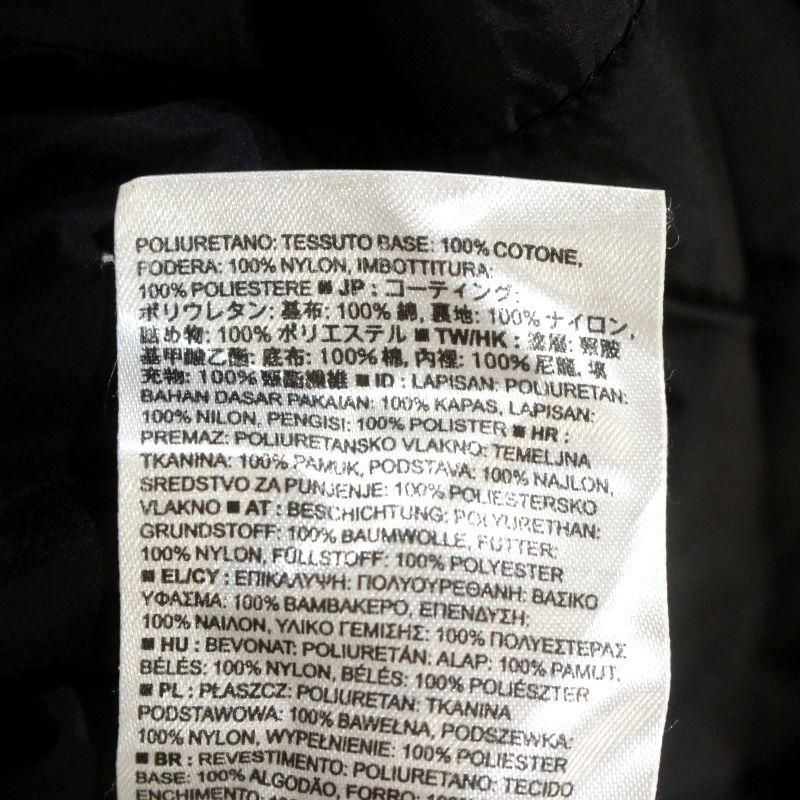 POLIURETANO: TESSUTO BASE: 100% COTONE,
FODERA: 100% NYLON, IMBOTTITURA:
100% POLIESTERE ■ JP : コーティング:
ポリウレタン: 基布: 100% 綿, 裏地: 100% ナイロン,
詰め物: 100% ポリエステル ■ TW/HK : 塗層: 聚胺
基甲酸乙酯: 底布: 100% 棉, 內裡: 100% 尼龍, 填
充物: 100% 聚酯纖維 ■ ID : LAPISAN: POLIURETAN:
BAHAN DASAR PAKAIAN: 100% KAPAS, LAPISAN:
100% NILON, PENGISI: 100% POLISTER ■ HR :
PREMAZ: POLIURETANSKO VLAKNO: TEMELJNA
TKANINA: 100% PAMUK, PODSTAVA: 100% NAJLON,
SREDSTVO ZA PUNJENJE: 100% POLIESTERSKO
VLAKNO ■ AT : BESCHICHTUNG: POLYURETHAN:
GRUNDSTOFF: 100% BAUMWOLLE, FUTTER:
100% NYLON, FÜLLSTOFF: 100% POLYESTER
■ EL/CY : ΕΠΙΚΑΛΥΨΗ: ΠΟΛΥΟΥΡΕΘΑΝΗ: ΒΑΣΙΚΟ
ΥΦΑΣΜΑ: 100% ΒΑΜΒΑΚΕΡΟ, ΕΠΕΝΔΥΣΗ:
100% ΝΑΙΛΟΝ, ΥΛΙΚΟ ΓΕΜΙΣΗΣ: 100% ΠΟΛΥΕΣΤΕΡΑΣ
■ HU : BEVONAT: POLIURETÁN: ALAP: 100% PAMUT,
BÉLÉS: 100% NYLON, BÉLÉS: 100% POLIÉSZTER
■ PL : PŁASZCZ: POLIURETAN: TKANINA
PODSTAWOWA: 100% BAWEŁNA, PODSZEWKA:
100% NYLON, WYPEŁNIENIE: 100% POLIESTER
■ BR : REVESTIMENTO: POLIURETANO: TECIDO
BASE: 100% ALGODÃO, FORRO: 100%
ENCHIMENTO: 100%